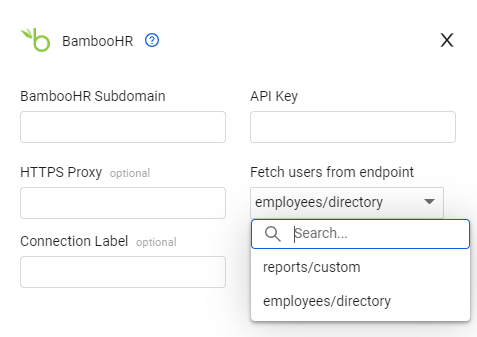 BambooHR ?
X
BambooHR Subdomain
API Key
HTTPS Proxy optional
Fetch users from endpoint
employees/directory
Connection Label optional
Search...
reports/custom
employees/directory